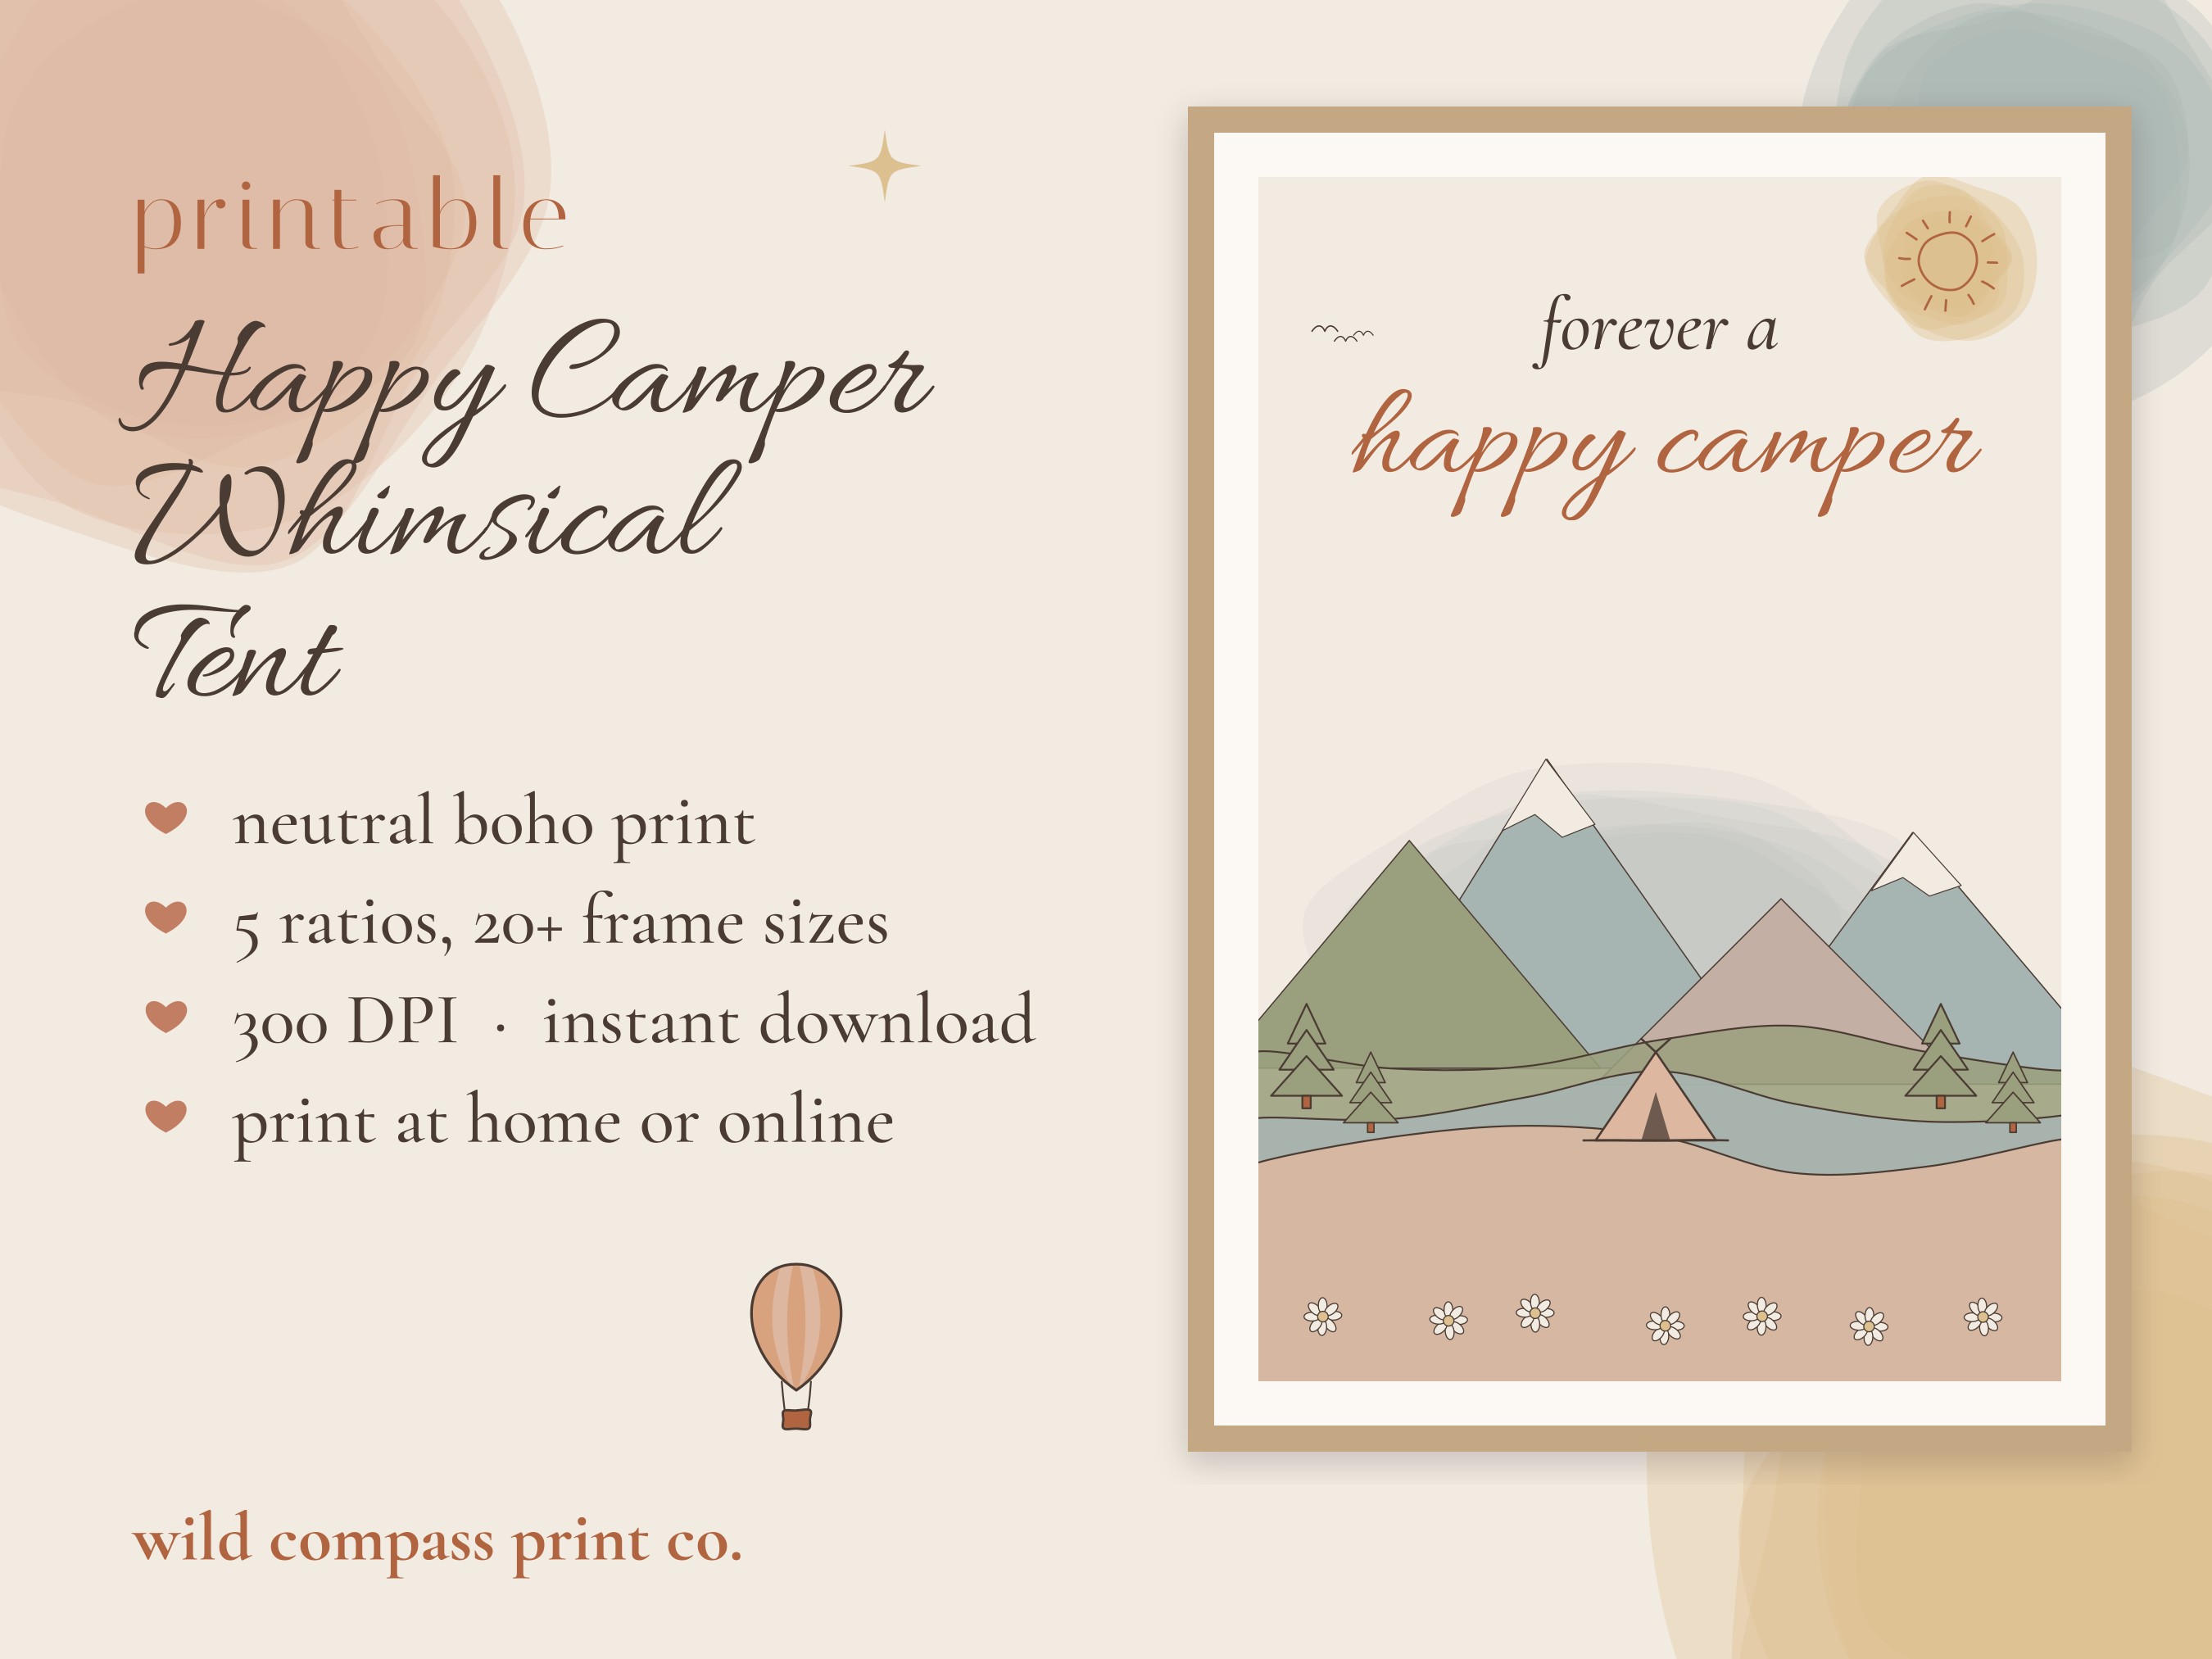 printable
Happy Camper
Whimsical
Tent
neutral boho print
5 ratios, 20+ frame sizes
300 DPI · instant download
print at home or online
wild compass print co.
forever a
happy camper